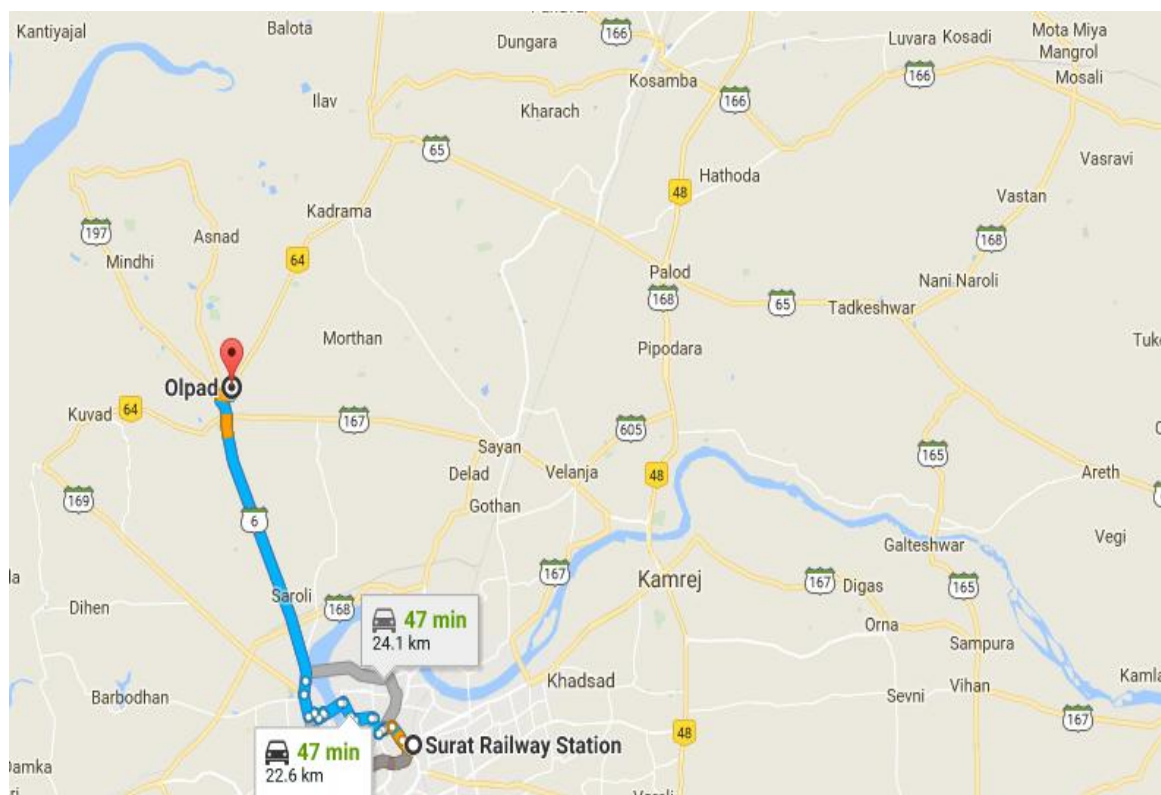 Kantiyajal
Balota
Dungara
166
Luvara Kosadi
Mota Miya
Mangrol
Mosali
Kosamba
166
166
Ilav
Kharach
65
Vasravi
Hathoda
48
Vastan
Kadrama
197
Asnad
168
Mindhi
64
Palod
Nani Naroli
168
65
Tadkeshwar
Morthan
Pipodara
Olpad
Kuvad
64
167
605
Sayan
165
Delad
Velanja
48
Areth
169
Gothan
6
Vegi
Galteshwar
167
Kamrej
167
Digas
165
Saroli
Dihen
168
47 min
24.1 km
Orna
Sampura
Khadsad
Barbodhan
Sevni
Vihan
167
48
Surat Railway Station
47 min
22.6 km